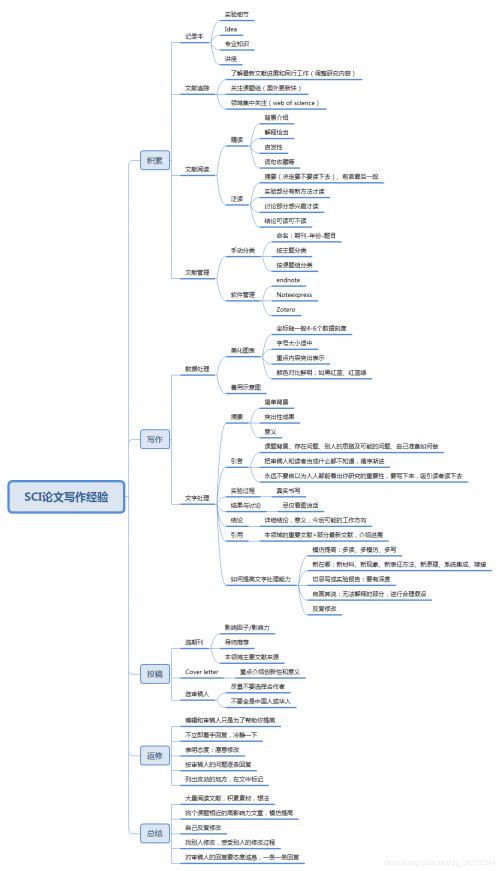 SCI论文写作经验
积累
记录本
实验细节
Idea
专业知识
讲座
文献追踪
了解最新文献进展和同行工作（调整研究内容）
关注课题组（国外更新快）
领域集中关注（web of science）
文献阅读
精读
背景介绍
解释恰当
启发性
词句收藏等
泛读
摘要（决定要不要读下去）、前言最后一段
实验部分有新方法才读
讨论部分感兴趣才读
结论可读可不读
文献管理
手动分类
命名：期刊-年份-题目
按主题分类
按课题组分类
软件管理
endnote
Noteexpress
Zotero
写作
数据处理
美化图表
坐标轴一般4-6个数据刻度
字号大小适中
重点内容突出表示
颜色对比鲜明，如黑红蓝、红蓝绿
善用示意图
文字处理
摘要
简单背景
突出性成果
意义
引言
课题背景、存在问题、别人的思路及可能的问题、自己准备如何做
把审稿人和读者当成什么都不知道，循序渐进
永远不要自以为人人都能看出你研究的重要性，要写下来，吸引读者读下去
实验过程
真实书写
结果与讨论
忌仅看图说话
结论
详细结论，意义，今后可能的工作方向
引用
本领域的重要文献+部分最新文献，介绍进展
如何提高文字处理能力
模仿提高：多读、多模仿、多写
新在哪：新材料、新现象、新表征方法、新原理、系统集成、嫁接
切忌写成实验报告：要有深度
自圆其说：无法解释的部分，进行合理假设
反复修改
投稿
选期刊
影响因子/影响力
导师推荐
本领域主要文献来源
Cover letter
重点介绍创新性和意义
选审稿人
尽量不要选择合作者
不要全是中国人或华人
返修
编辑和审稿人只是为了帮助你提高
不立即着手回复，冷静一下
表明态度：愿意修改
按审稿人的问题逐条回复
列出改动的地方，在文中标记
总结
大量阅读文献，积累素材，想法
找个课题相近的高影响力文章，模仿提高
自己反复修改
找别人修改，感受别人的修改过程
对审稿人的回复要态度诚恳，一条一条回复